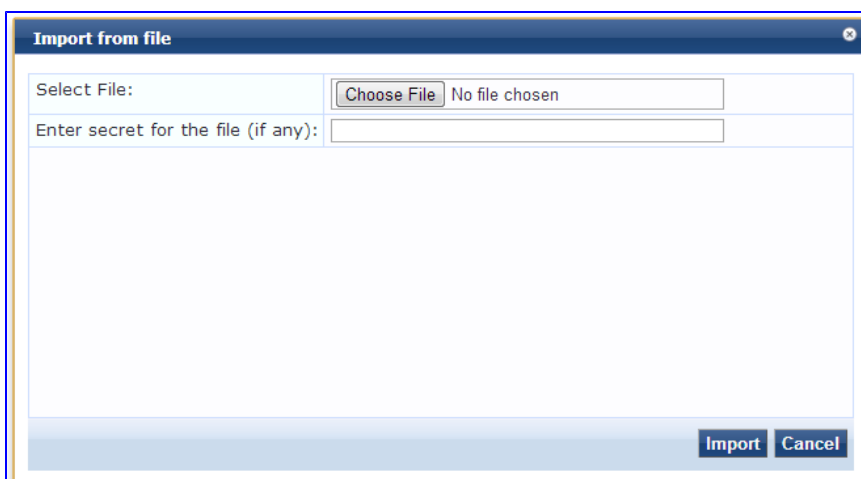 Import from file
Select File: Choose File No file chosen
Enter secret for the file (if any):
Import Cancel